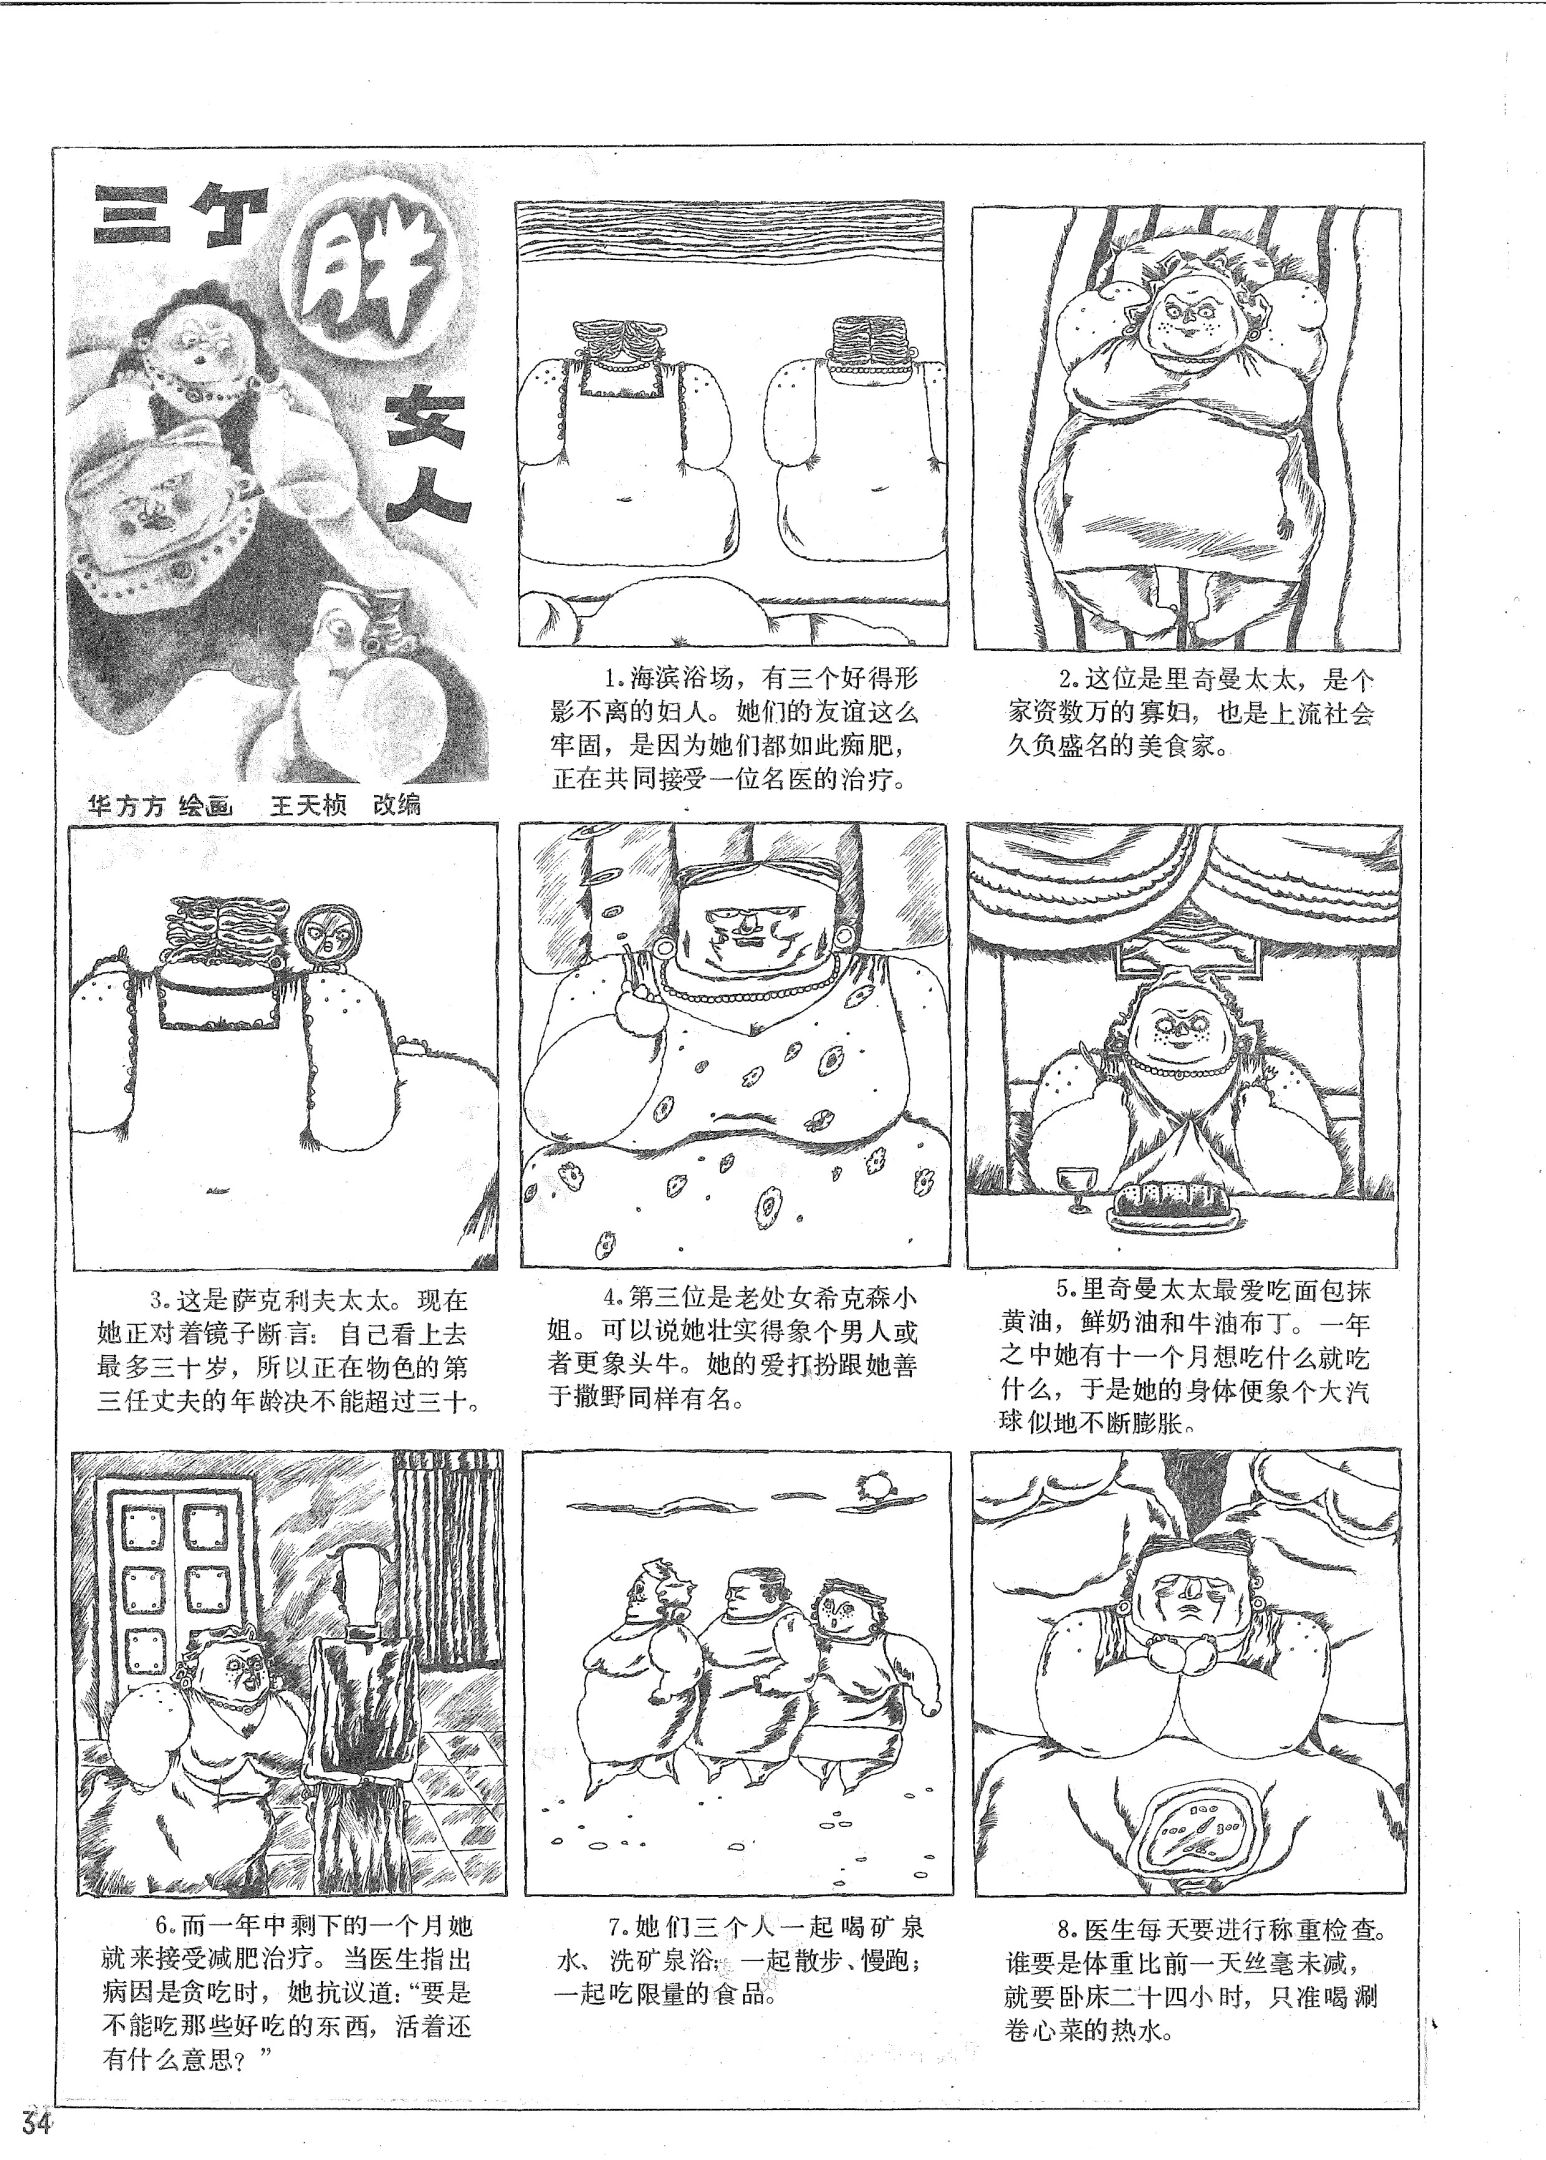 三个
胖
女
人
华方方 绘画 王天桢 改编
1.海滨浴场，有三个好得形
影不离的妇人。她们的友谊这么
牢固，是因为她们都如此痴肥，
正在共同接受一位名医的治疗。
2.这位是里奇曼太太，是个
家资数万的寡妇，也是上流社会
久负盛名的美食家。
3.这是萨克利夫太太。现在
她正对着镜子断言：自己看上去
最多三十岁，所以正在物色的第
三任丈夫的年龄决不能超过三十。
4.第三位是老处女希克森小
姐。可以说她壮实得象个男人或
者更象头牛。她的爱打扮跟她善
于撒野同样有名。
5.里奇曼太太最爱吃面包抹
黄油，鲜奶油和牛油布丁。一年
之中她有十一个月想吃什么就吃
什么，于是她的身体便象个大汽
球似地不断膨胀。
6.而一年中剩下的一个月她
就来接受减肥治疗。当医生指出
病因是贪吃时，她抗议道：“要是
不能吃那些好吃的东西，活着还
有什么意思？”
7.她们三个人一起喝矿泉
水、洗矿泉浴；一起散步、慢跑；
一起吃限量的食品。
8.医生每天要进行称重检查。
谁要是体重比前一天丝毫未减，
就要卧床二十四小时，只准喝涮
卷心菜的热水。
34